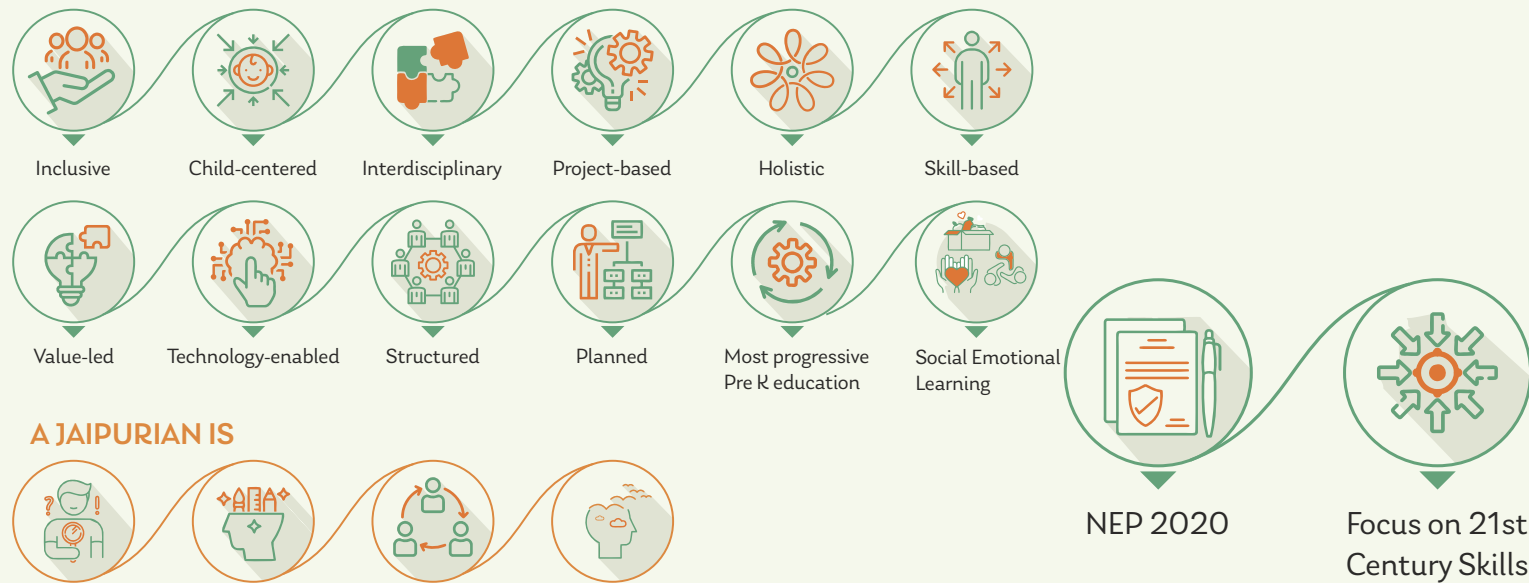 Inclusive
Child-centered
Interdisciplinary
Project-based
Holistic
Skill-based
Value-led
Technology-enabled
Structured
Planned
Most progressive
Pre K education
Social Emotional
Learning
A JAIPURIAN IS
? !
NEP 2020
Focus on 21st
Century Skills